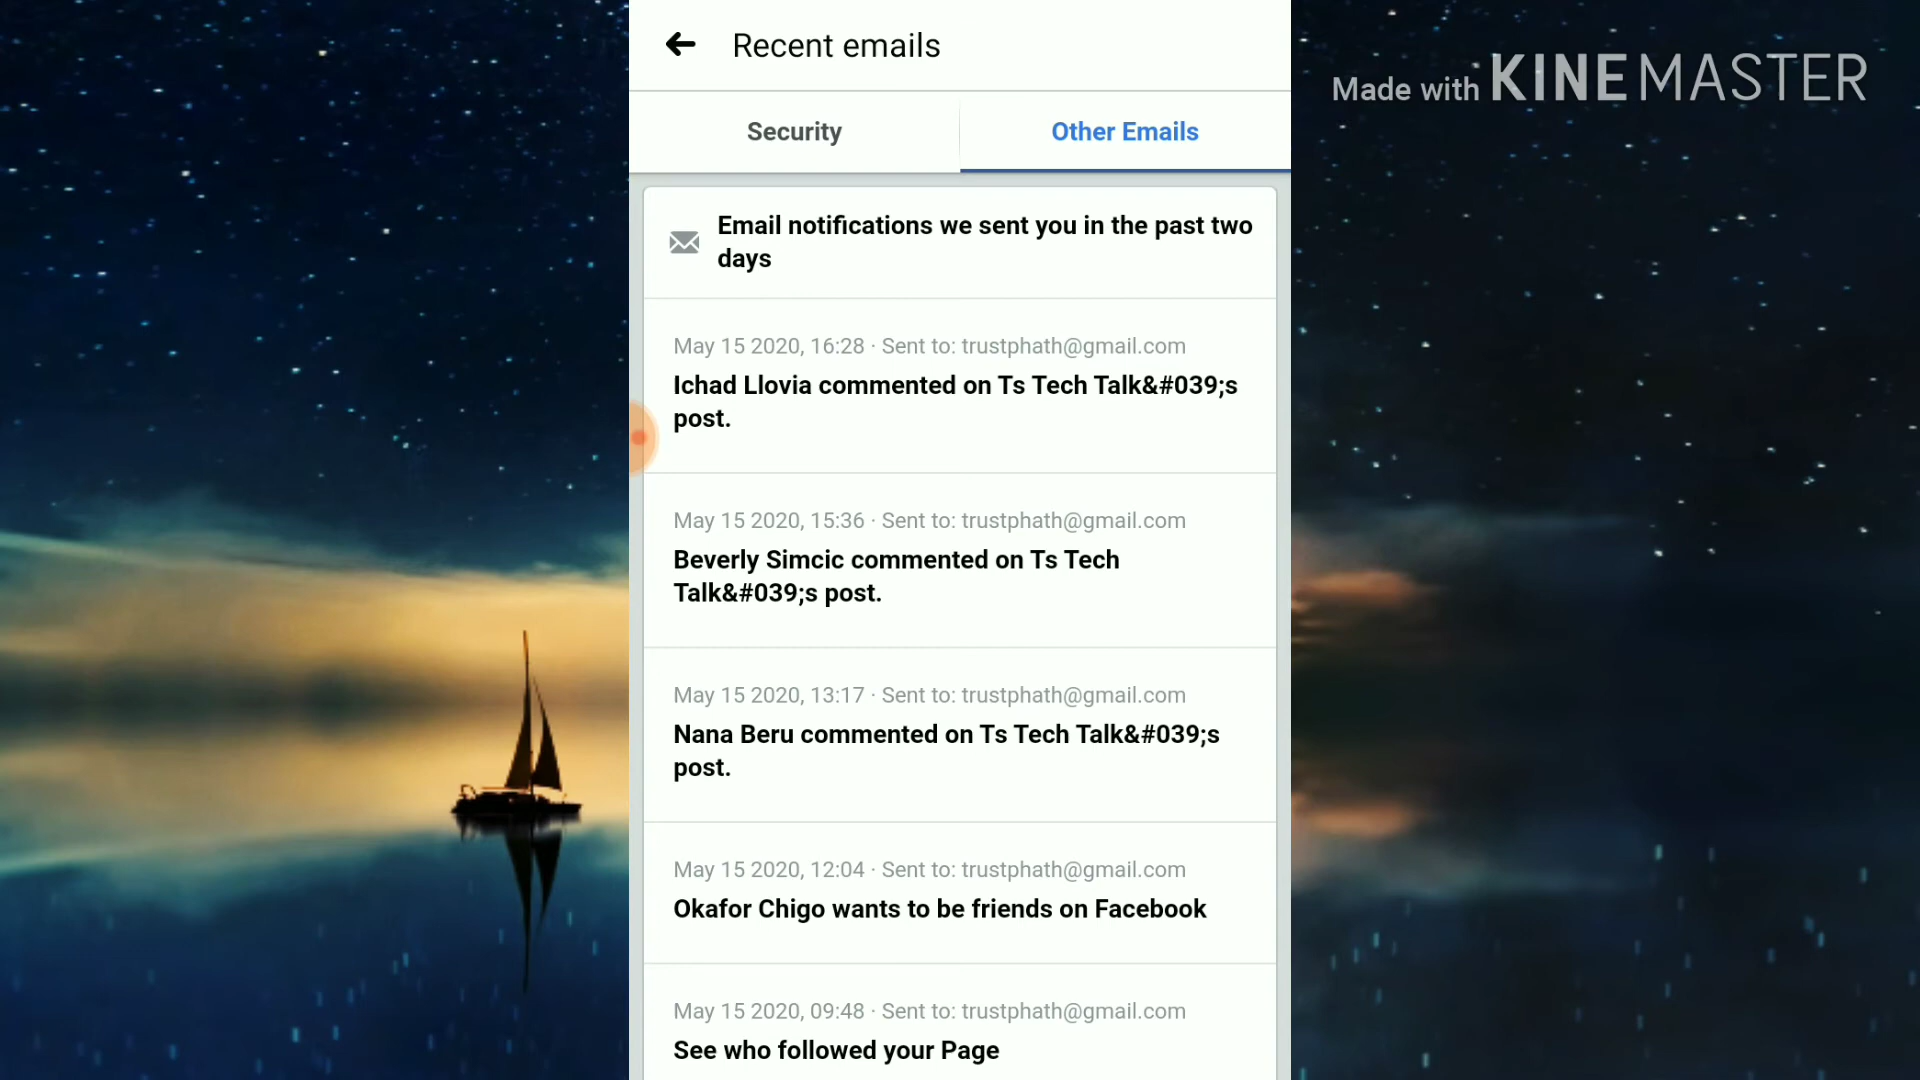 Recent emails
Made with KINEMASTER
Security
Other Emails
Email notifications we sent you in the past two
days
May 15 2020, 16:28 · Sent to: trustphath@gmail.com
Ichad Llovia commented on Ts Tech Talk&#039;s
post.
May 15 2020, 15:36 · Sent to: trustphath@gmail.com
Beverly Simcic commented on Ts Tech
Talk&#039;s post.
May 15 2020, 13:17 · Sent to: trustphath@gmail.com
Nana Beru commented on Ts Tech Talk&#039;s
post.
May 15 2020, 12:04 · Sent to: trustphath@gmail.com
Okafor Chigo wants to be friends on Facebook
May 15 2020, 09:48 · Sent to: trustphath@gmail.com
See who followed your Page